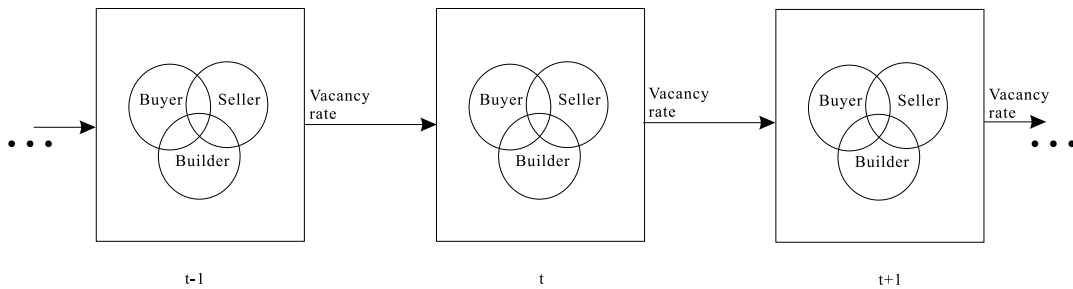 Buyer Seller
Builder
Vacancy
rate
Buyer Seller
Builder
Vacancy
rate
Buyer Seller
Builder
Vacancy
rate
t-1 t t+1